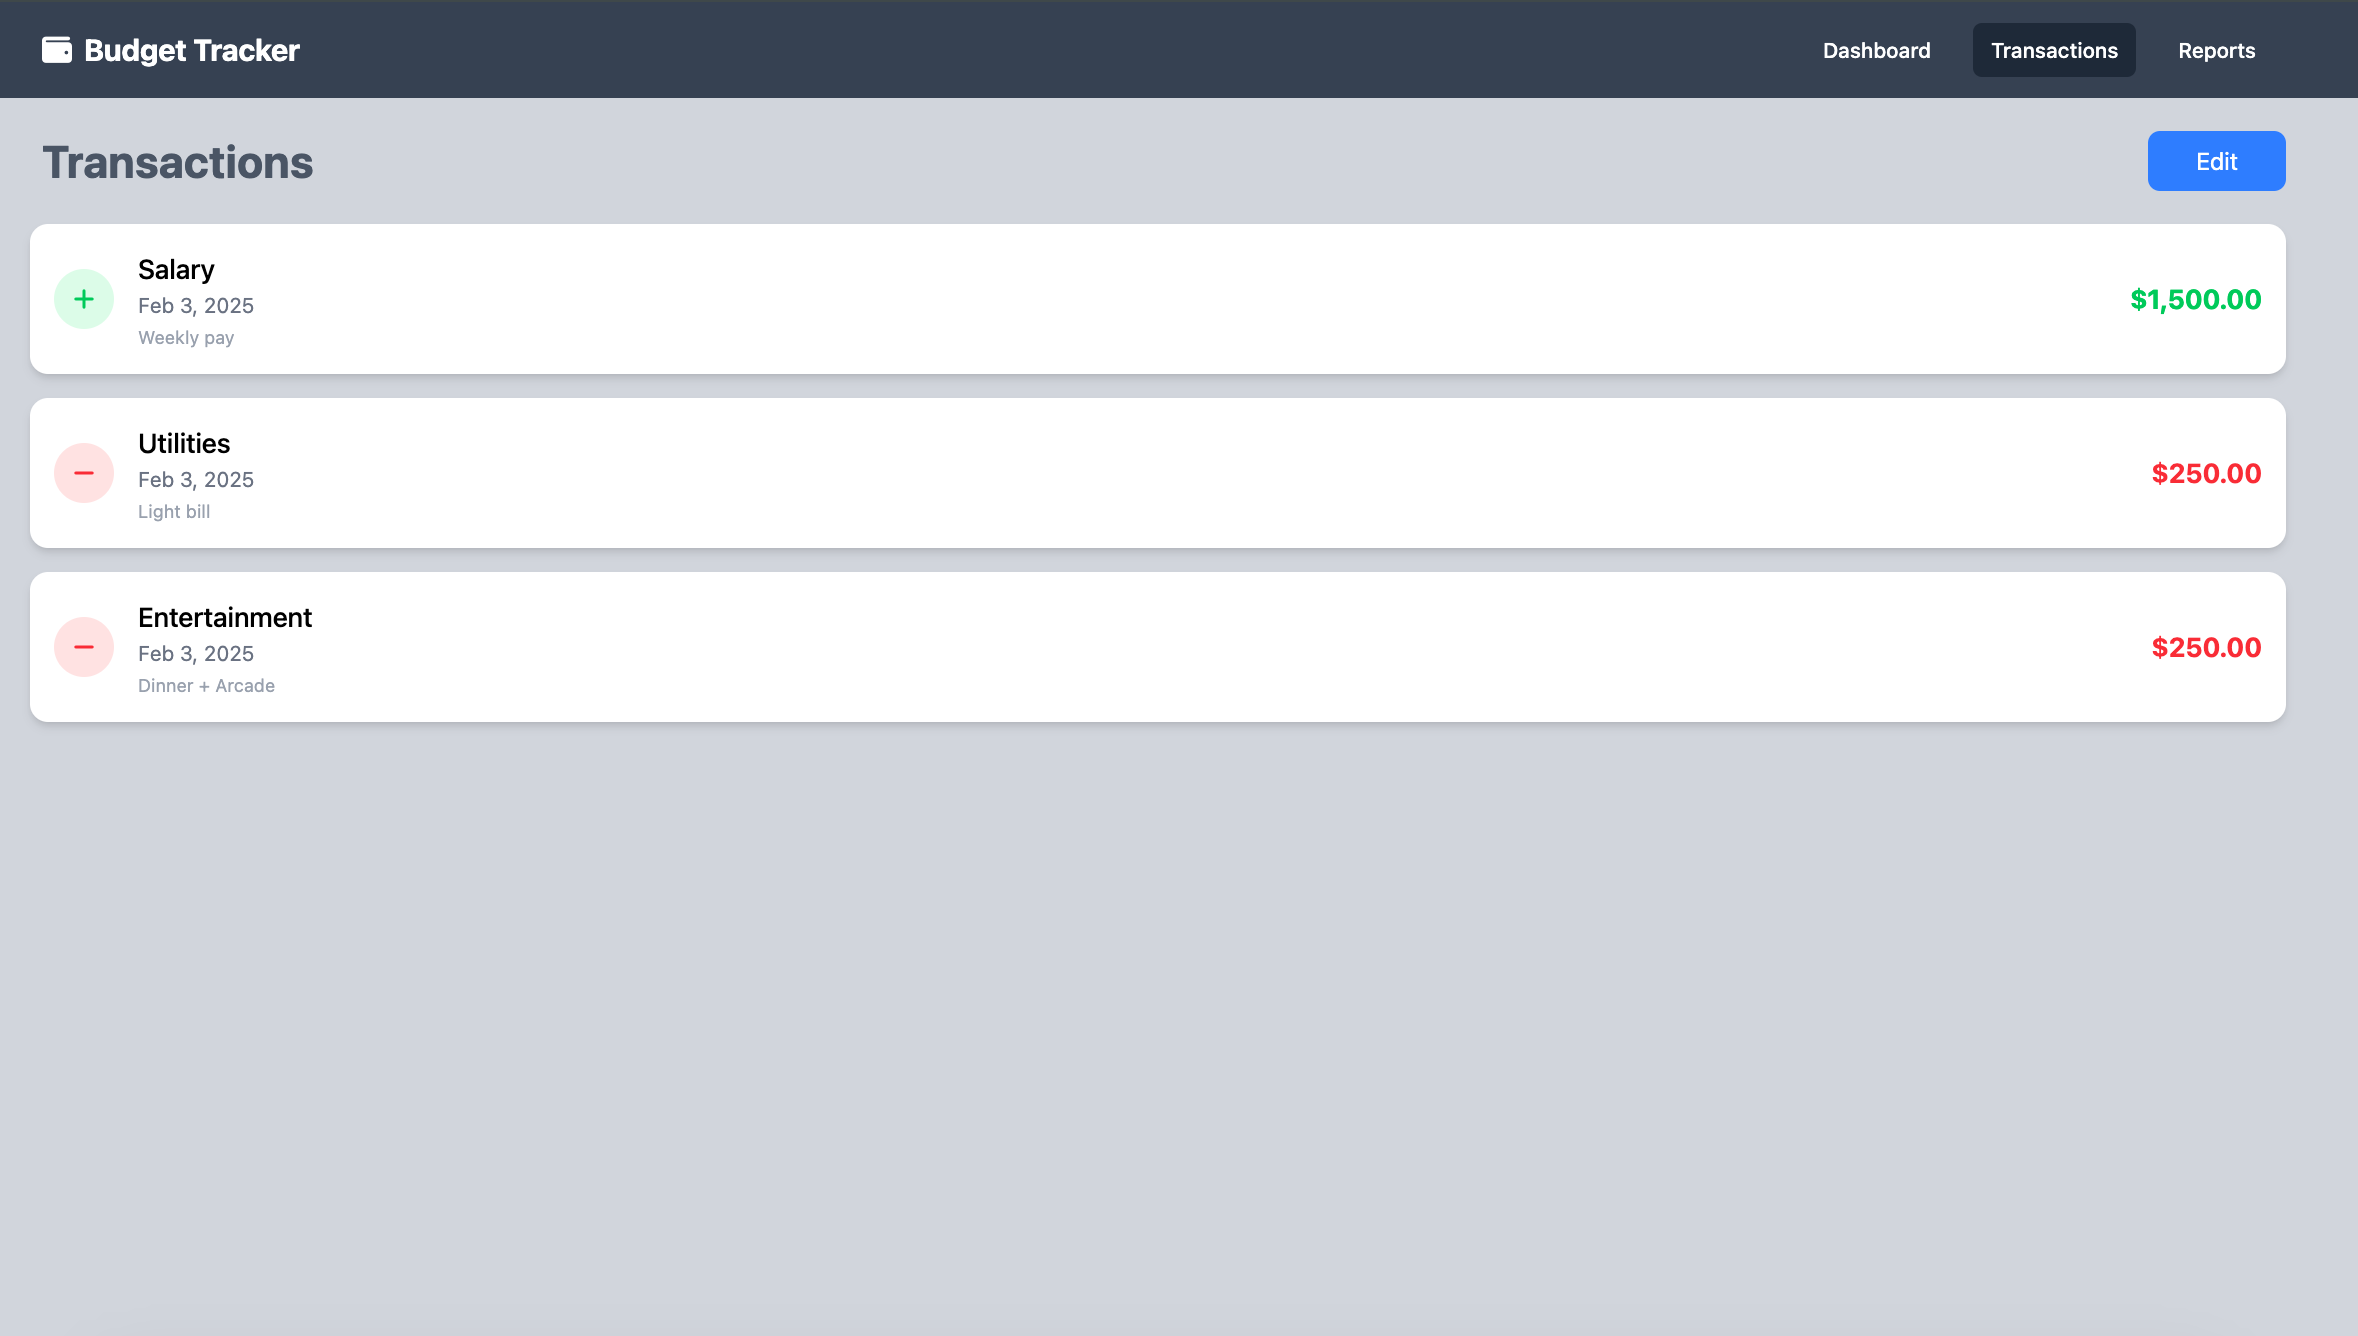 Budget Tracker
Dashboard
Transactions
Reports
Transactions
Edit
Salary
Feb 3, 2025
Weekly pay
$1,500.00
Utilities
Feb 3, 2025
Light bill
$250.00
Entertainment
Feb 3, 2025
Dinner + Arcade
$250.00